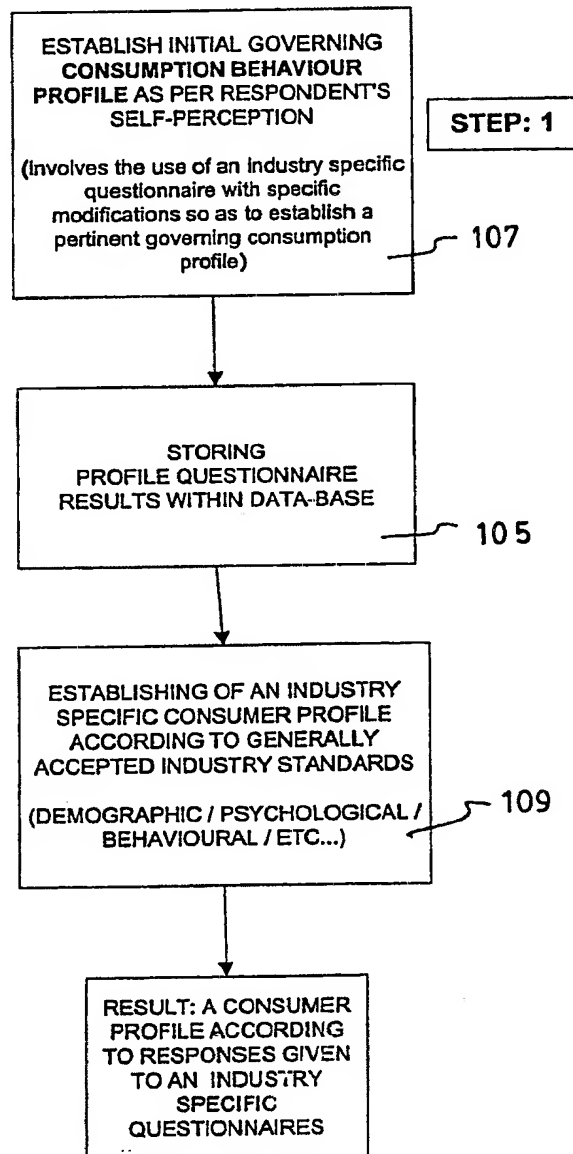 ESTABLISH INITIAL GOVERNING
CONSUMPTION BEHAVIOUR
PROFILE AS PER RESPONDENT'S
SELF-PERCEPTION
(Involves the use of an industry specific
questionnaire with specific
modifications so as to establish a
pertinent governing consumption
profile)
STEP: 1
107
STORING
PROFILE QUESTIONNAIRE
RESULTS WITHIN DATA-BASE
105
ESTABLISHING OF AN INDUSTRY
SPECIFIC CONSUMER PROFILE
ACCORDING TO GENERALLY
ACCEPTED INDUSTRY STANDARDS
(DEMOGRAPHIC / PSYCHOLOGICAL /
BEHAVIOURAL / ETC...)
109
RESULT: A CONSUMER
PROFILE ACCORDING
TO RESPONSES GIVEN
TO AN INDUSTRY
SPECIFIC
QUESTIONNAIRES